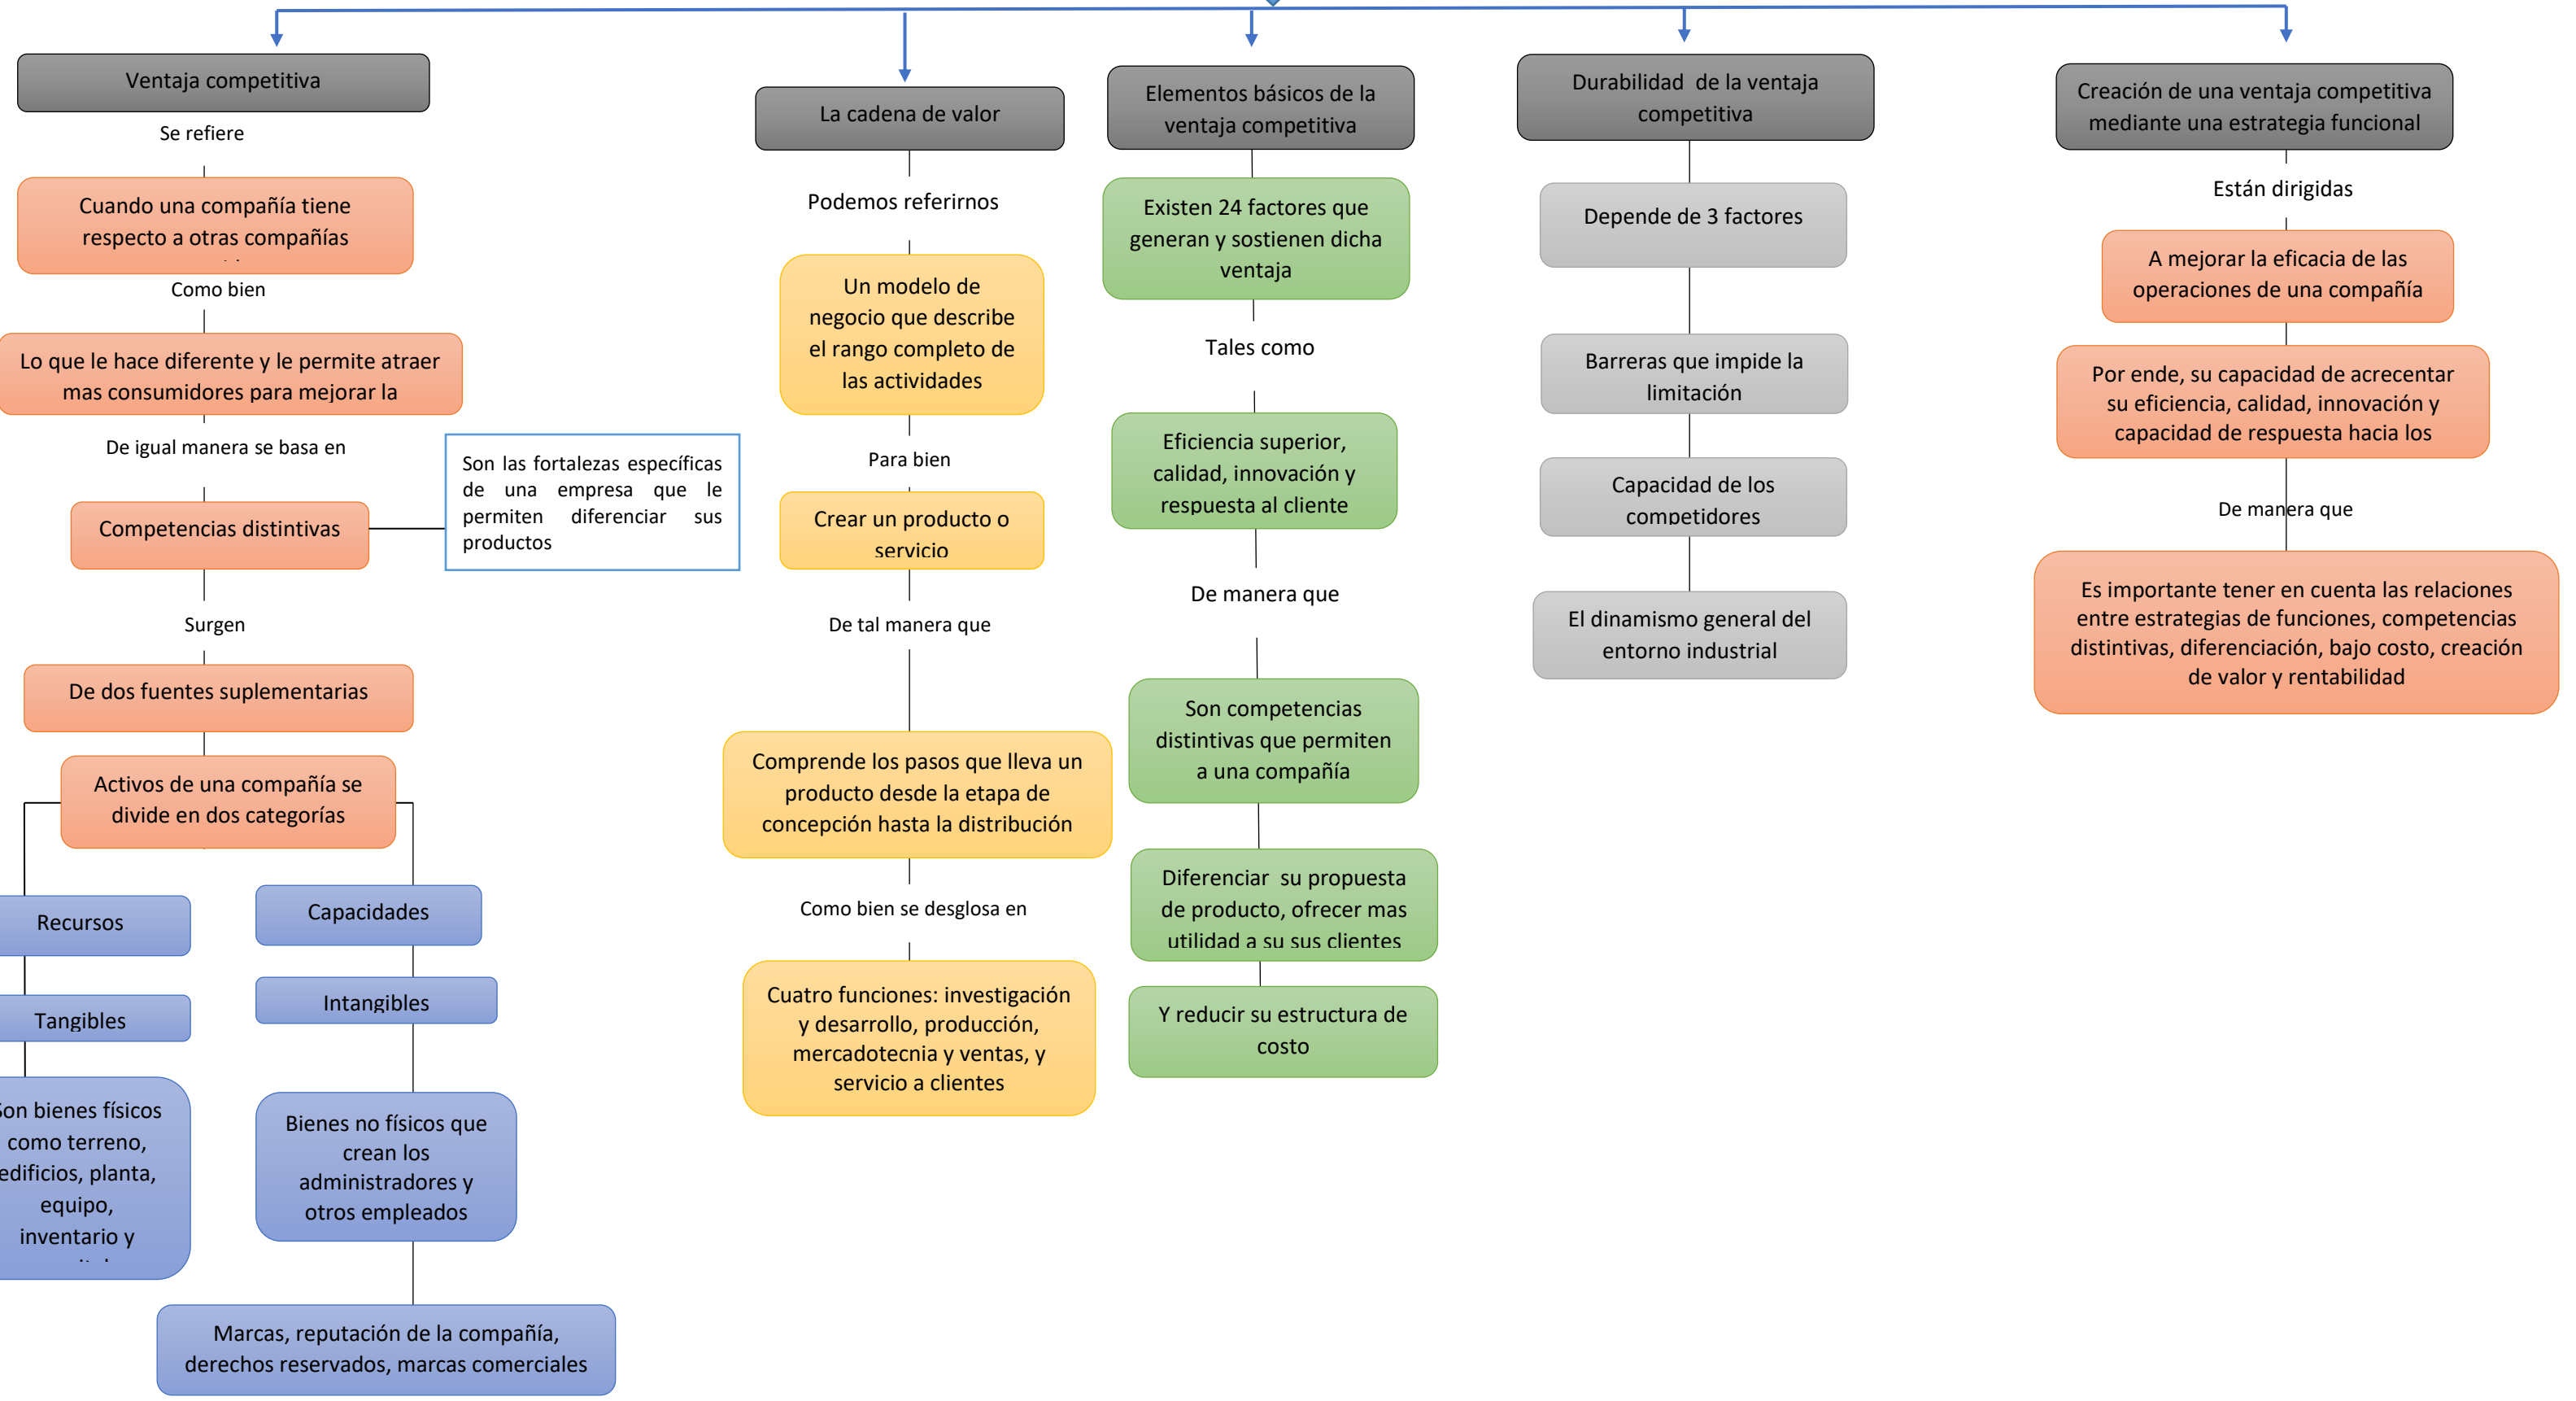 Ventaja competitiva
Se refiere
Cuando una compañía tiene
respecto a otras compañías
Como bien
Lo que le hace diferente y le permite atraer
mas consumidores para mejorar la
De igual manera se basa en
Competencias distintivas
Son las fortalezas específicas
de una empresa que le
permiten diferenciar sus
productos
Surgen
De dos fuentes suplementarias
Activos de una compañía se
divide en dos categorías
Recursos
Tangibles
Son bienes físicos
como terreno,
edificios, planta,
equipo,
inventario y
Capacidades
Intangibles
Bienes no físicos que
crean los
administradores y
otros empleados
Marcas, reputación de la compañía,
derechos reservados, marcas comerciales
La cadena de valor
Podemos referirnos
Un modelo de
negocio que describe
el rango completo de
las actividades
Para bien
Crear un producto o
servicio
De tal manera que
Comprende los pasos que lleva un
producto desde la etapa de
concepción hasta la distribución
Como bien se desglosa en
Cuatro funciones: investigación
y desarrollo, producción,
mercadotecnia y ventas, y
servicio a clientes
Elementos básicos de la
ventaja competitiva
Existen 24 factores que
generan y sostienen dicha
ventaja
Tales como
Eficiencia superior,
calidad, innovación y
respuesta al cliente
De manera que
Son competencias
distintivas que permiten
a una compañía
Diferenciar su propuesta
de producto, ofrecer mas
utilidad a su sus clientes
Y reducir su estructura de
costo
Durabilidad de la ventaja
competitiva
Depende de 3 factores
Barreras que impide la
limitación
Capacidad de los
competidores
El dinamismo general del
entorno industrial
Creación de una ventaja competitiva
mediante una estrategia funcional
Están dirigidas
A mejorar la eficacia de las
operaciones de una compañía
Por ende, su capacidad de acrecentar
su eficiencia, calidad, innovación y
capacidad de respuesta hacia los
De manera que
Es importante tener en cuenta las relaciones
entre estrategias de funciones, competencias
distintivas, diferenciación, bajo costo, creación
de valor y rentabilidad